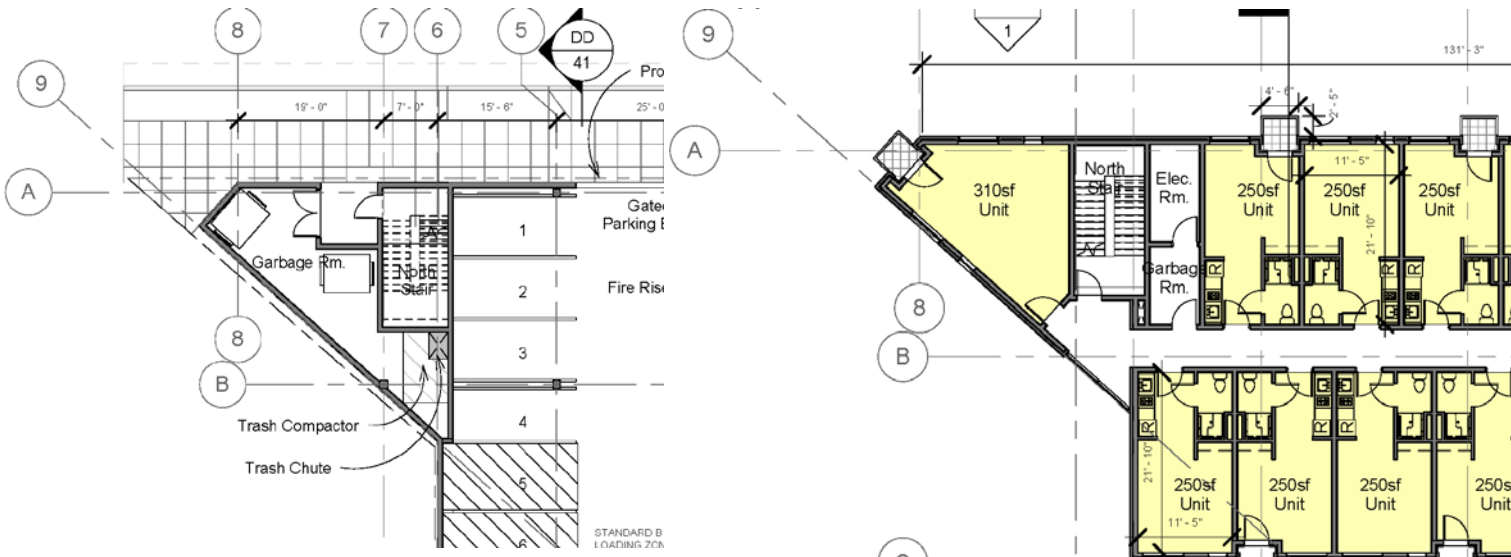 8
7
6
5
DD
41
Pro
9
19' - 0"
7' - 0"
15' - 6"
25' - 0
A
1
Gated
Parking E
Garbage Rm.
North
Stair
2
Fire Rise
3
8
B
4
Trash Compactor
Trash Chute
5
6
STANDARD B
LOADING ZON
9
1
131' - 3"
4' - 6"
2' - 5"
A
310sf
Unit
North
Stair
Elec.
Rm.
250sf
Unit
11' - 5"
250sf
Unit
250sf
Unit
21' - 10"
Garbage
Rm.
R
R
R
8
B
R
R
R
21' - 10"
250sf
Unit
250sf
Unit
250sf
Unit
250s
Unit
11' - 5"